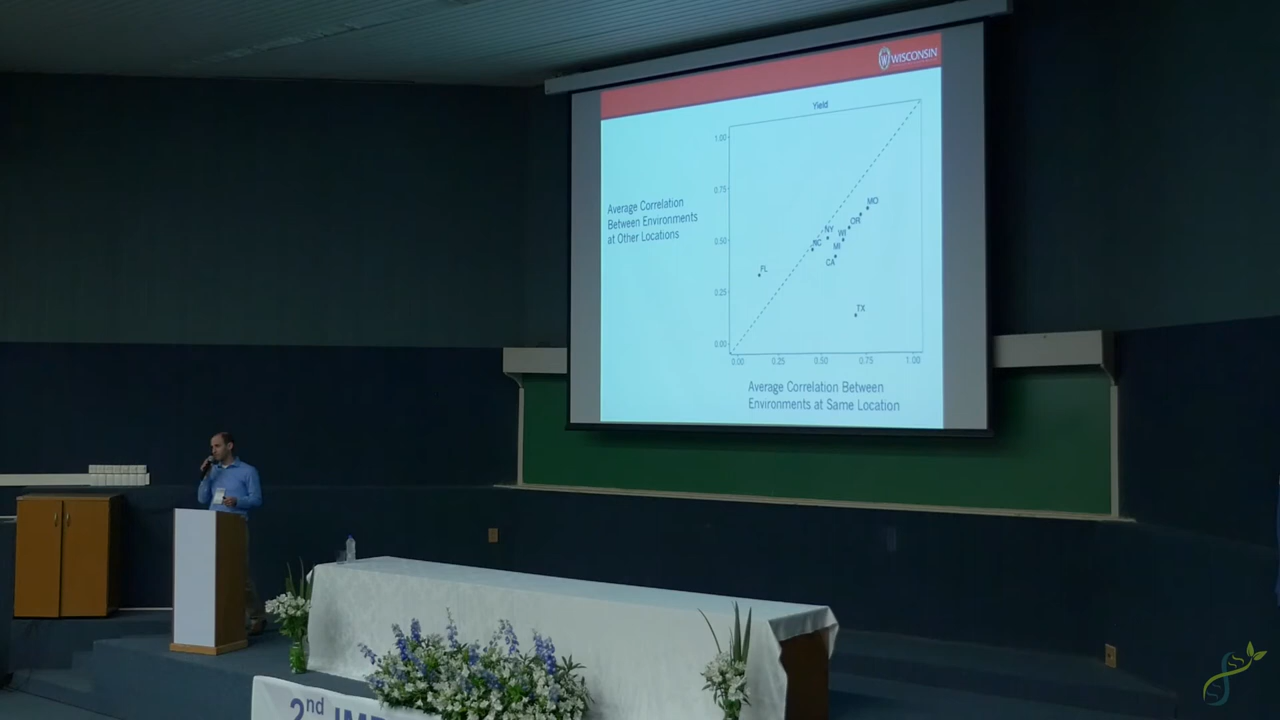 WISCONSIN
Yield
Average Correlation
Between Environments
at Other Locations
1.00
0.75
0.50
0.25
0.00
MO
OR
NY
WI
NC
MI
CA
FL
TX
0.00 0.25 0.50 0.75 1.00
Average Correlation Between
Environments at Same Location
2nd